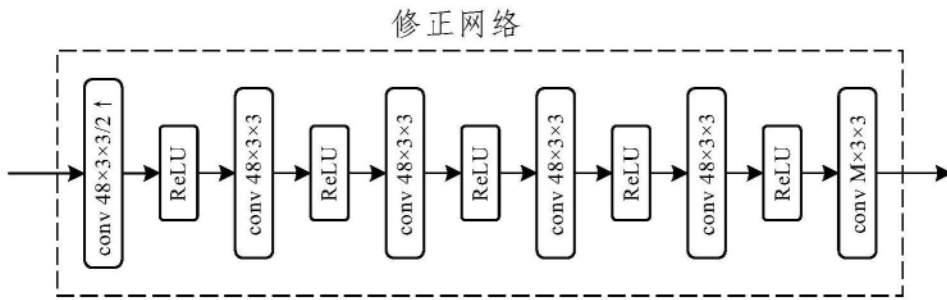 修正网络
conv 48×3×3/2 ↑
ReLU
conv 48×3×3
ReLU
conv 48×3×3
ReLU
conv 48×3×3
ReLU
conv 48×3×3
ReLU
conv M×3×3